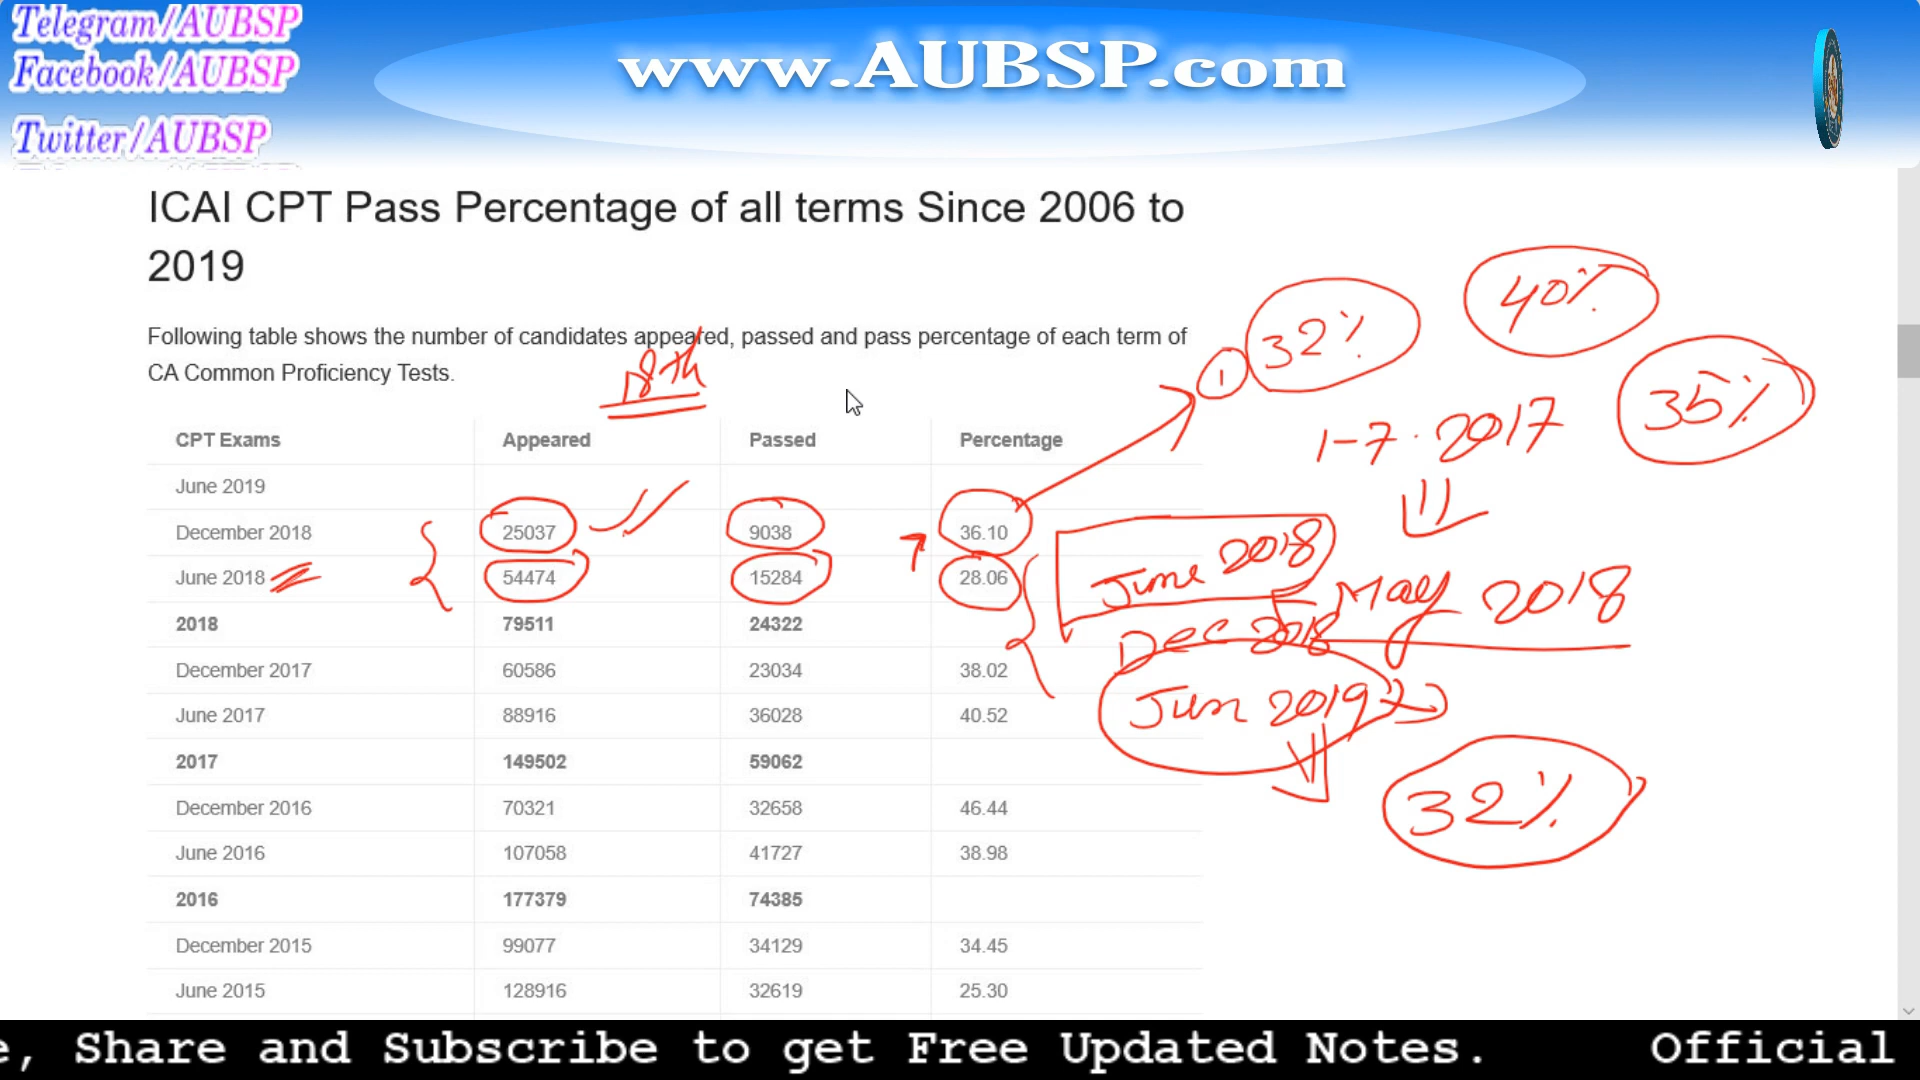 Telegram/AUBSP
Facebook/AUBSP
Twitter/AUBSP
www.AUBSP.com
ICAI CPT Pass Percentage of all terms Since 2006 to
2019
Following table shows the number of candidates appeared, passed and pass percentage of each term of
CA Common Proficiency Tests.
18th
1 32%
40%
35%
1-7.2017
CPT Exams Appeared Passed Percentage
June 2019
December 2018 25037 9038 36.10
June 2018 54474 15284 28.06
2018 79511 24322
December 2017 60586 23034 38.02
June 2017 88916 36028 40.52
2017 149502 59062
December 2016 70321 32658 46.44
June 2016 107058 41727 38.98
2016 177379 74385
December 2015 99077 34129 34.45
June 2015 128916 32619 25.30
June 2018
May 2018
Dec 2018
Jun 2019
32%
e, Share and Subscribe to get Free Updated Notes. Official